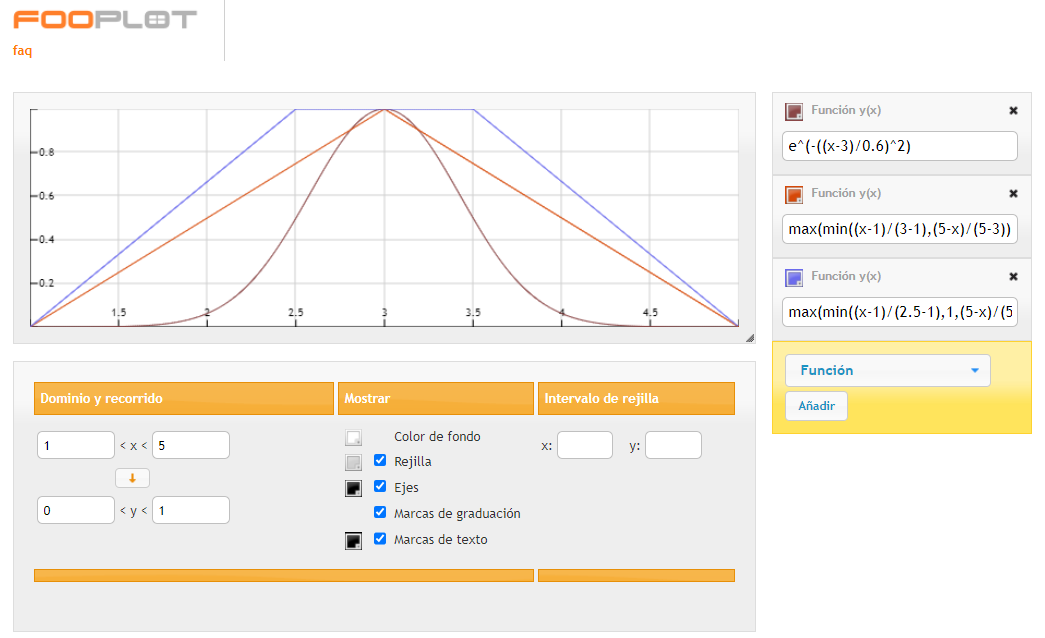 FOOPLOT
faq
0.8
0.6
0.4
0.2
1.5 2 2.5 3 3.5 4 4.5
Función y(x)
e^(-((x-3)/0.6)^2)
Función y(x)
max(min((x-1)/(3-1),(5-x)/(5-3))
Función y(x)
max(min((x-1)/(2.5-1),1,(5-x)/(5
Función
Añadir
Dominio y recorrido
1 < x < 5
0 < y < 1
Mostrar
Color de fondo
Rejilla
Ejes
Marcas de graduación
Marcas de texto
Intervalo de rejilla
x: y: